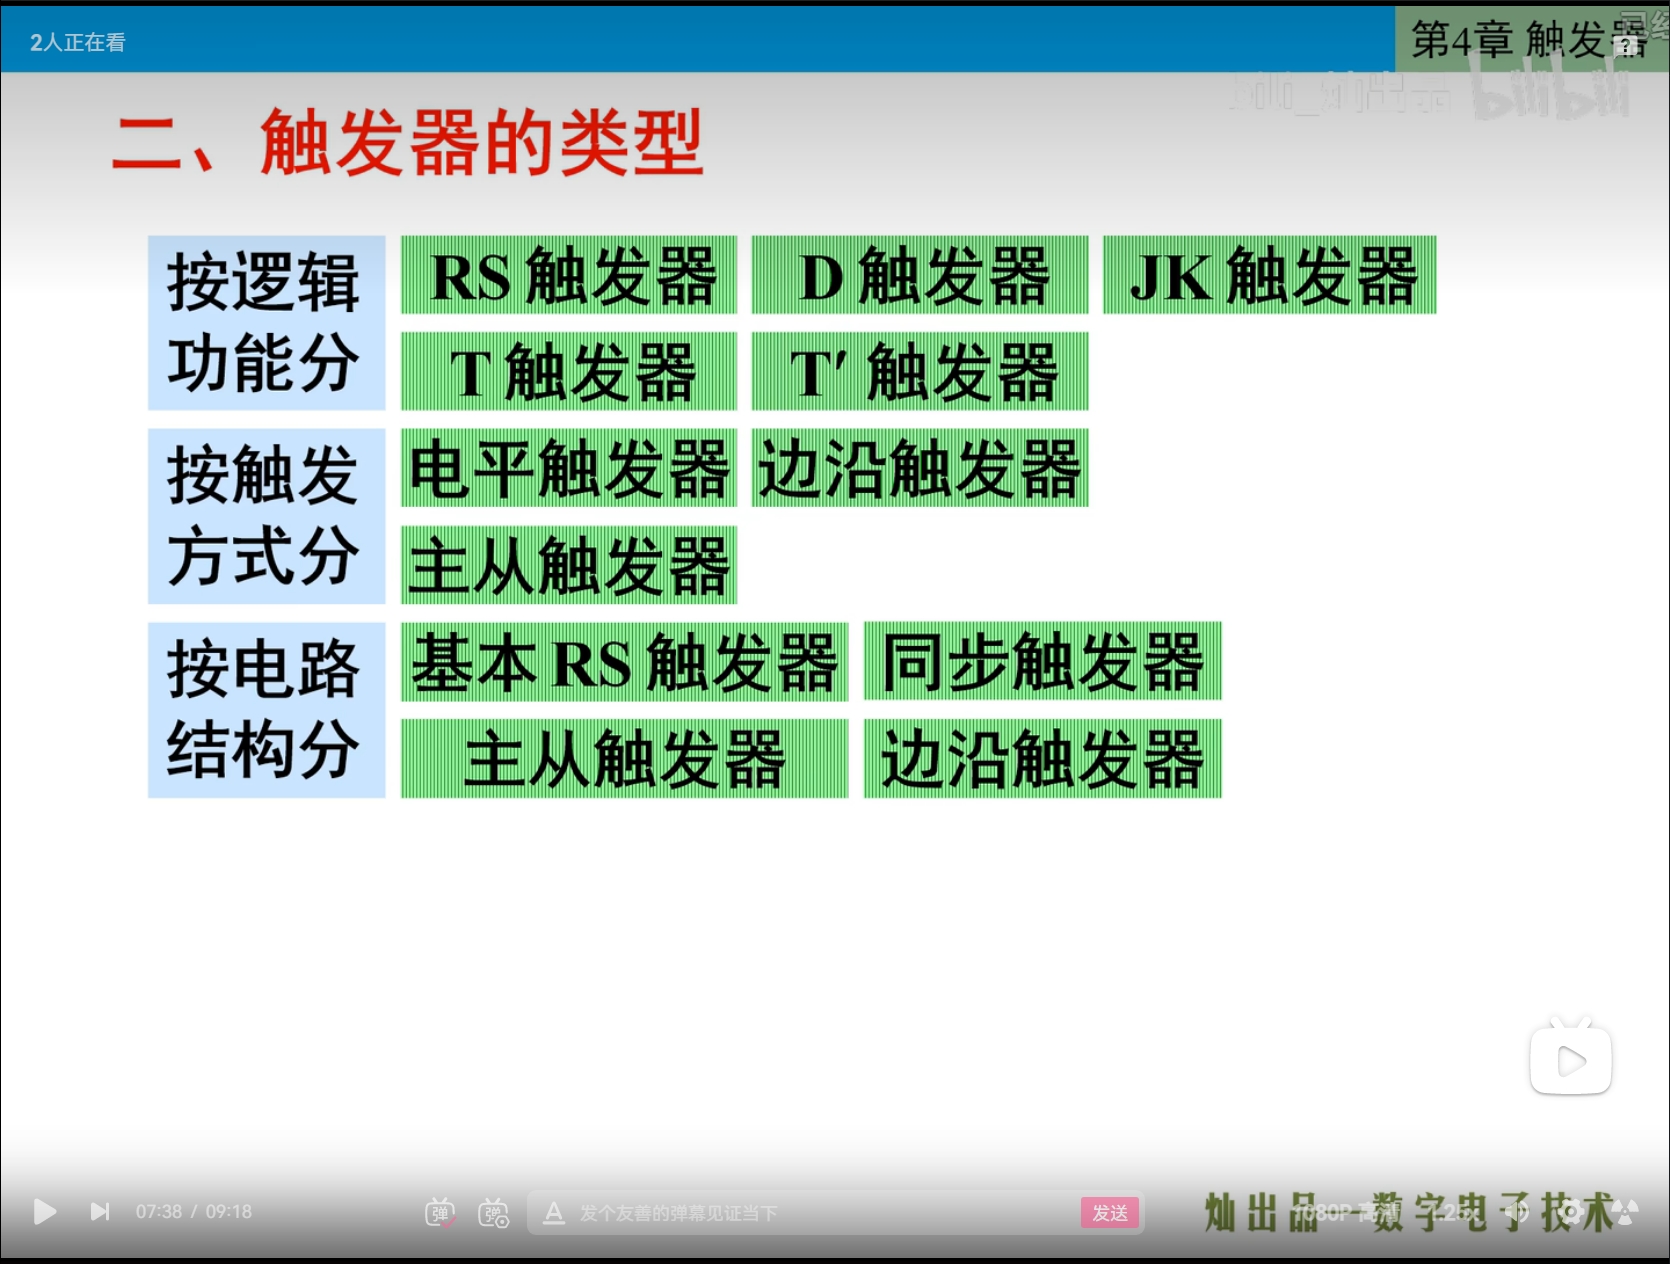 2人正在看
第4章 触发器
bilibili
二、触发器的类型
按逻辑
功能分
RS 触发器 D 触发器 JK 触发器
T 触发器 T′ 触发器
按触发
方式分
电平触发器 边沿触发器
主从触发器
按电路
结构分
基本 RS 触发器 同步触发器
主从触发器 边沿触发器
07:38 / 09:18
弹
弹
A 发个友善的弹幕见证当下
发送
1080P 高清
1.25x
灿出品—数字电子技术